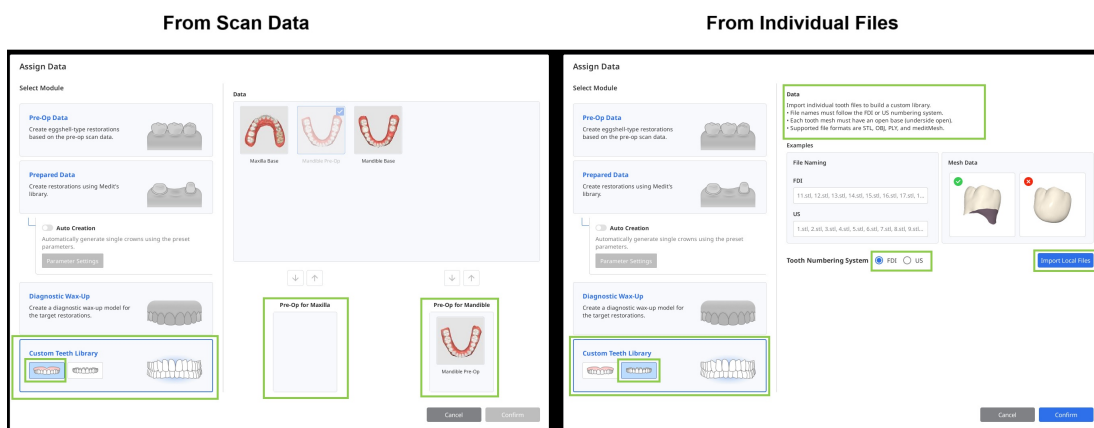 From Scan Data
From Individual Files
Assign Data
Select Module
Pre-Op Data
Create eggshell-type restorations
based on the pre-op scan data.
Prepared Data
Create restorations using Medit's
library.
Auto Creation
Automatically generate single crowns using the preset
parameters.
Parameter Settings
Diagnostic Wax-Up
Create a diagnostic wax-up model for
the target restorations.
Custom Teeth Library
Data
Maxilla Base
Mandible Pre-Op
Mandible Base
Pre-Op for Maxilla
Pre-Op for Mandible
Mandible Pre-Op
Cancel
Confirm
Assign Data
Select Module
Pre-Op Data
Create eggshell-type restorations
based on the pre-op scan data.
Prepared Data
Create restorations using Medit's
library.
Auto Creation
Automatically generate single crowns using the preset
parameters.
Parameter Settings
Diagnostic Wax-Up
Create a diagnostic wax-up model for
the target restorations.
Custom Teeth Library
Data
Import individual tooth files to build a custom library.
• File names must follow the FDI or US numbering system.
• Each tooth mesh must have an open base (underside open).
• Supported file formats are STL, OBJ, PLY, and meditMesh.
Examples
File Naming
FDI
11.stl, 12.stl, 13.stl, 14.stl, 15.stl, 16.stl, 17.stl, 1...
US
1.stl, 2.stl, 3.stl, 4.stl, 5.stl, 6.stl, 7.stl, 8.stl, 9.stl...
Mesh Data
Tooth Numbering System FDI US
Import Local Files
Cancel
Confirm